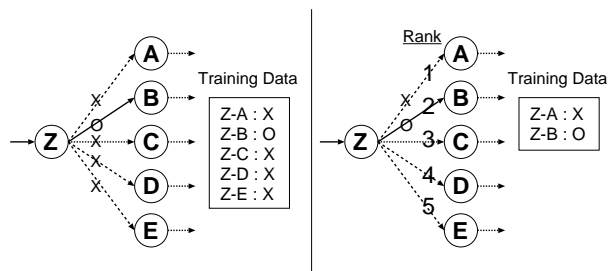 A
Training Data
X
B
O
Z
X
C
X
D
X
E
Z-A : X
Z-B : O
Z-C : X
Z-D : X
Z-E : X
Rank
A
1
Training Data
X
2
B
O
Z
3
C
4
D
5
E
Z-A : X
Z-B : O